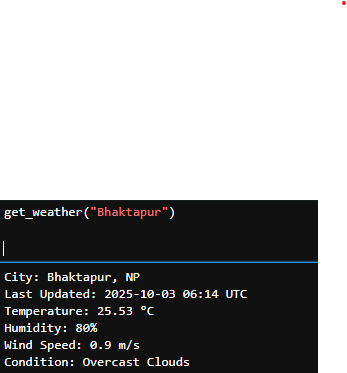 get_weather("Bhaktapur")
City: Bhaktapur, NP
Last Updated: 2025-10-03 06:14 UTC
Temperature: 25.53 °C
Humidity: 80%
Wind Speed: 0.9 m/s
Condition: Overcast Clouds